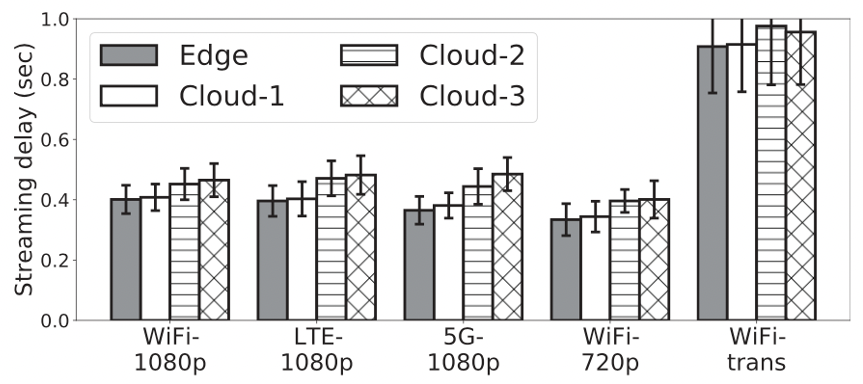 Streaming delay (sec)
1.0
0.8
0.6
0.4
0.2
0.0
Edge
Cloud-1
Cloud-2
Cloud-3
WiFi-
1080p
LTE-
1080p
5G-
1080p
WiFi-
720p
WiFi-
trans